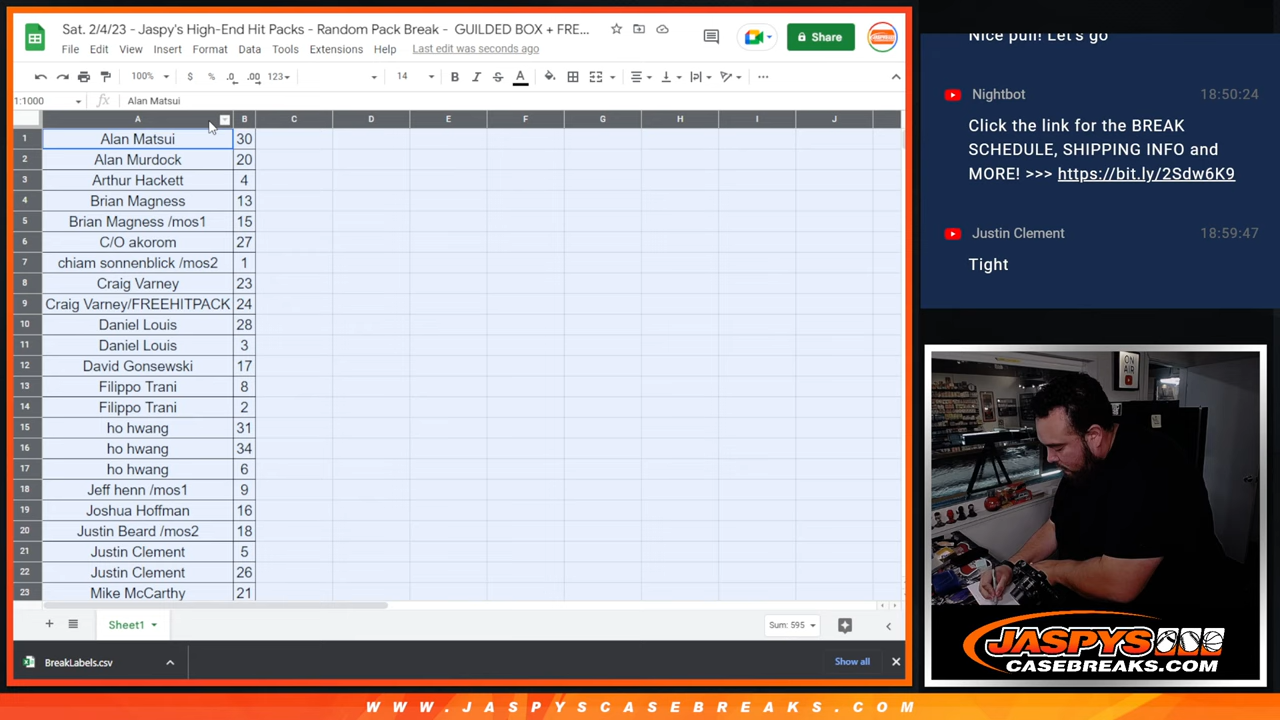 Sat. 2/4/23 - Jaspy's High-End Hit Packs - Random Pack Break - GUILDED BOX + FRE...
File Edit View Insert Format Data Tools Extensions Help Last edit was seconds ago
Share
100% $ % .0 .00 123 14 B I S A
1:1000 fx Alan Matsui
A B C D E F G H I J
1 Alan Matsui 30
2 Alan Murdock 20
3 Arthur Hackett 4
4 Brian Magness 13
5 Brian Magness /mos1 15
6 C/O akorom 27
7 chiam sonnenblick /mos2 1
8 Craig Varney 23
9 Craig Varney/FREEHITPACK 24
10 Daniel Louis 28
11 Daniel Louis 3
12 David Gonsewski 17
13 Filippo Trani 8
14 Filippo Trani 2
15 ho hwang 31
16 ho hwang 34
17 ho hwang 6
18 Jeff henn /mos1 9
19 Joshua Hoffman 16
20 Justin Beard /mos2 18
21 Justin Clement 5
22 Justin Clement 26
23 Mike McCarthy 21
Sheet1
Sum: 595
BreakLabels.csv
Show all
Nice pull! Let's go
Nightbot 18:50:24
Click the link for the BREAK
SCHEDULE, SHIPPING INFO and
MORE! >>> https://bit.ly/2Sdw6K9
Justin Clement 18:59:47
Tight
ON
AIR
JASPYS
CASEBREAKS.COM
WWW.JASPYSCASEBREAKS.COM